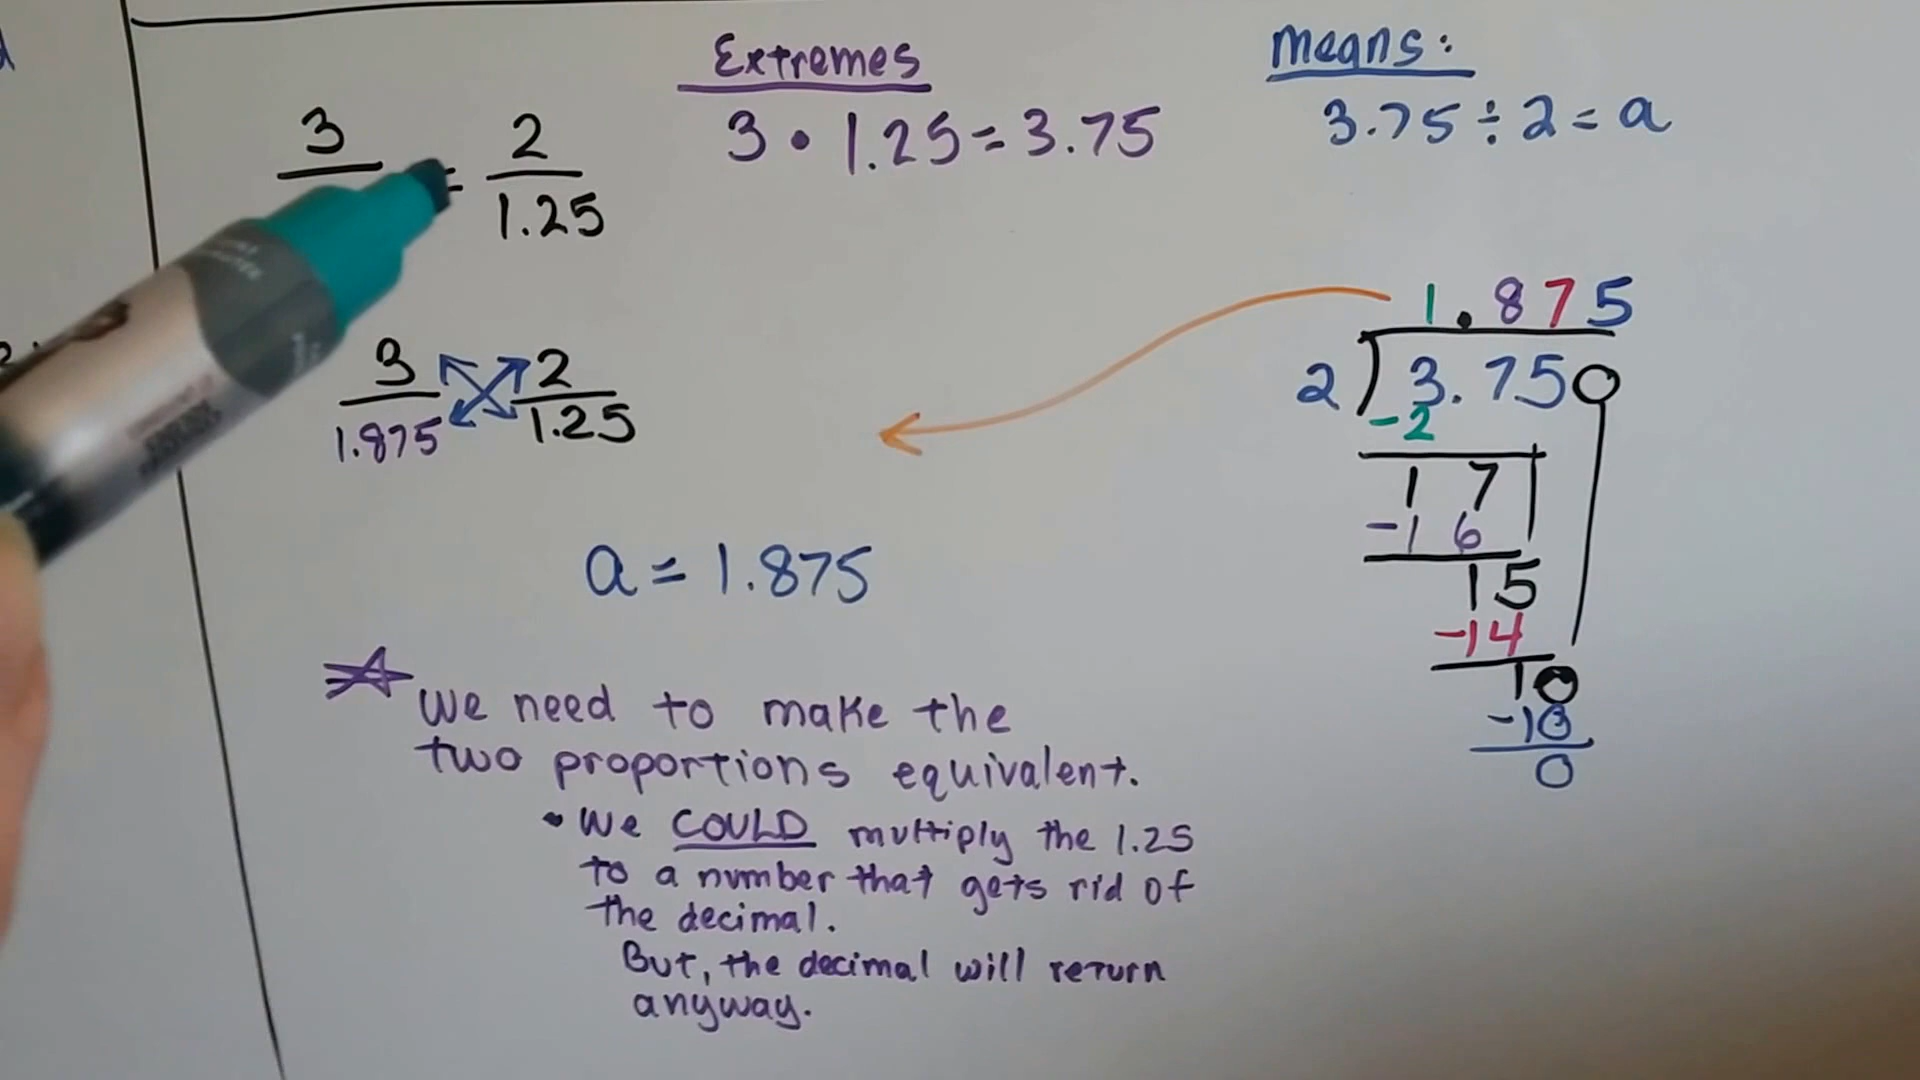 Extremes
3 • 1.25 = 3.75
Means:
3.75 ÷ 2 = a
3 = 2
1.25
1.875
2 ) 3.750
-2
17
-16
15
-14
10
-10
0
3 2
1.875 1.25
a = 1.875
We need to make the
two proportions equivalent.
• We COULD multiply the 1.25
to a number that gets rid of
the decimal.
But, the decimal will return
anyway.